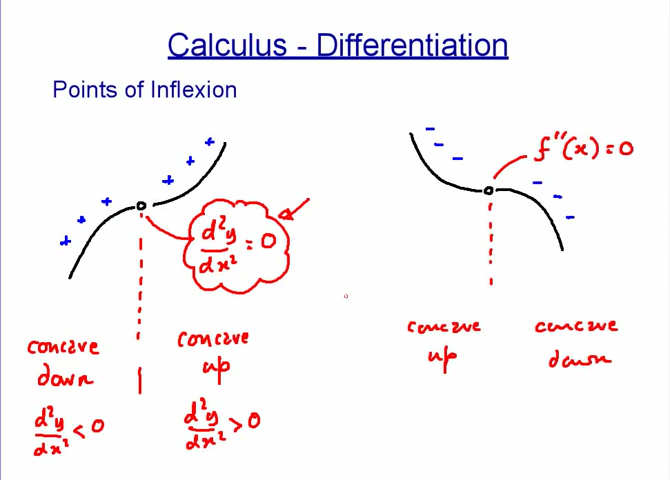 Calculus - Differentiation
Points of Inflexion
+ + + + + +
d²y/dx² = 0
concave down
concave up
d²y/dx² < 0
d²y/dx² > 0
- - - - - -
f''(x) = 0
concave up
concave down